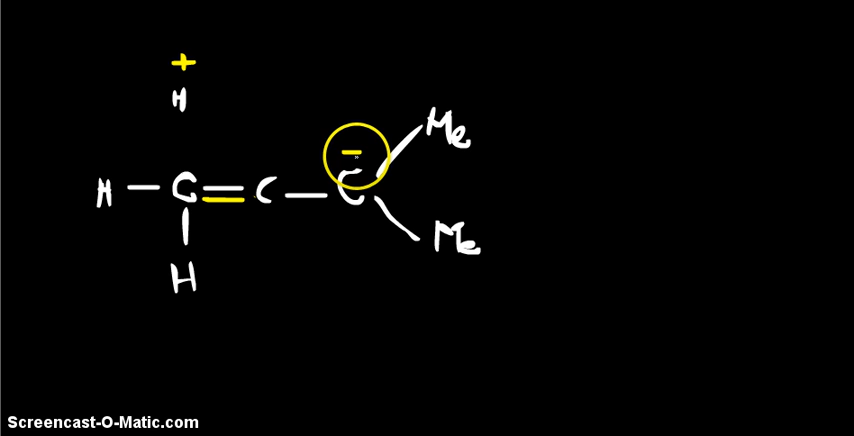 +
H
Me
–
H – C = C – C
Me
H
Screencast-O-Matic.com